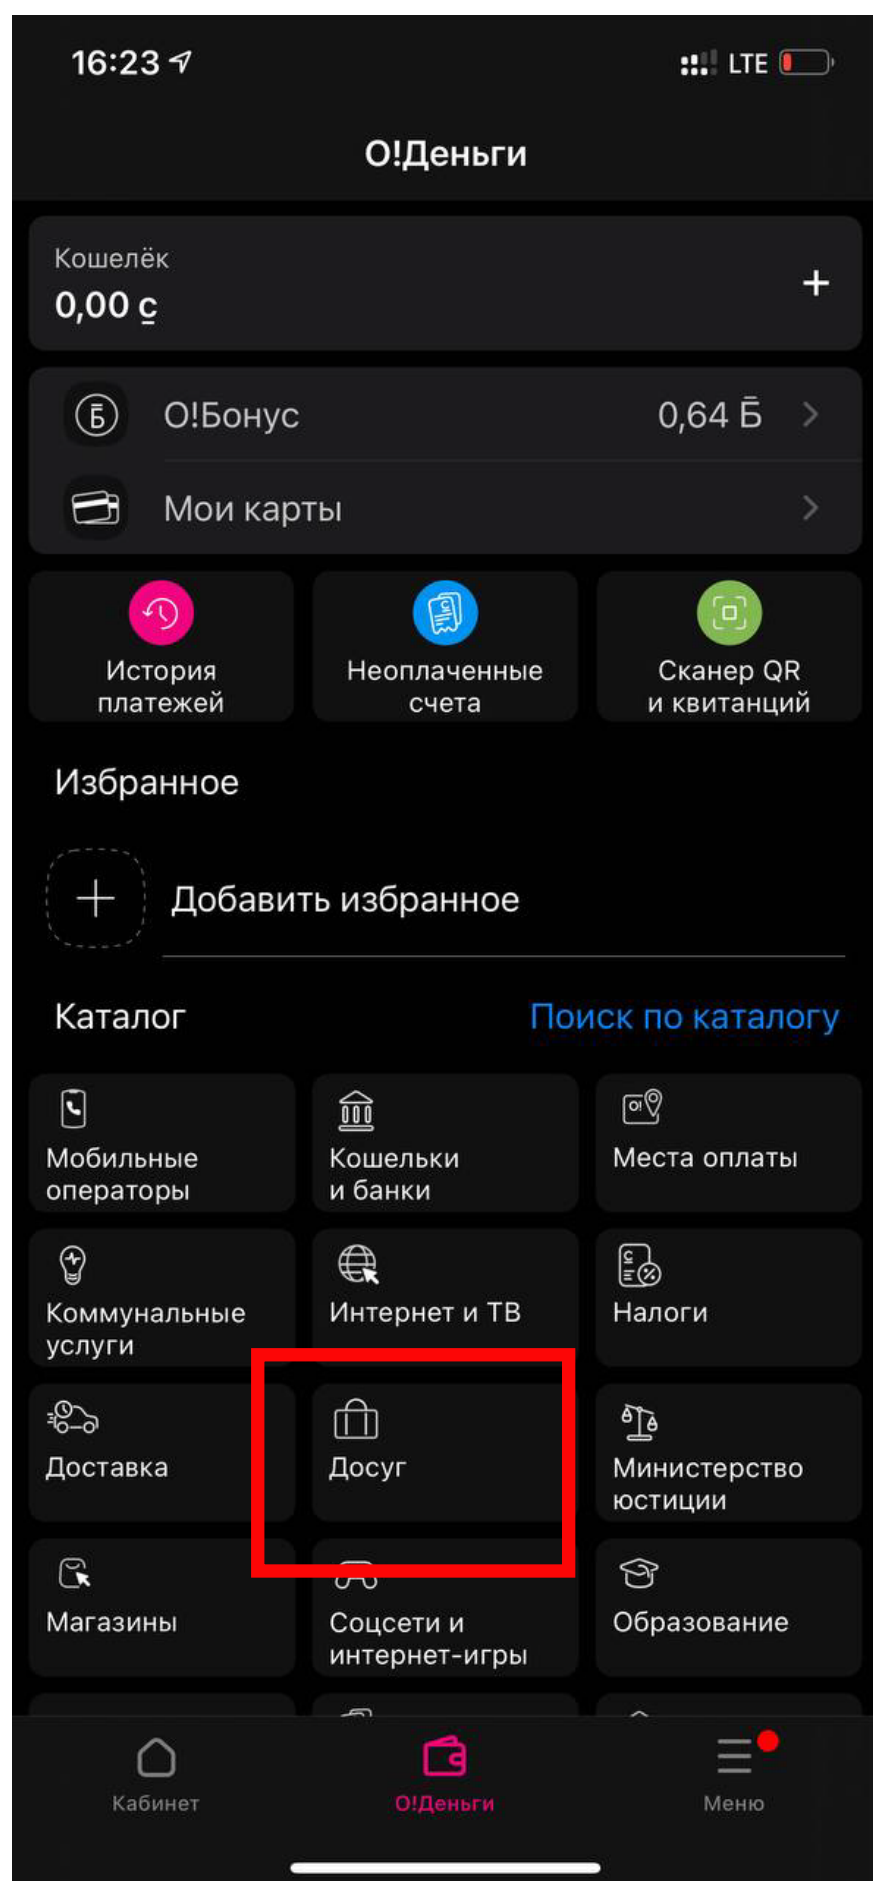 16:23 LTE
О!Деньги
Кошелёк
0,00 с
Б О!Бонус 0,64 Б
Мои карты
История
платежей
Неоплаченные
счета
Сканер QR
и квитанций
Избранное
Добавить избранное
Каталог Поиск по каталогу
Мобильные
операторы
Кошельки
и банки
О!
Места оплаты
Коммунальные
услуги
Интернет и ТВ
Налоги
Доставка
Досуг
Министерство
юстиции
Магазины
Соцсети и
интернет-игры
Образование
Кабинет
О!Деньги
Меню